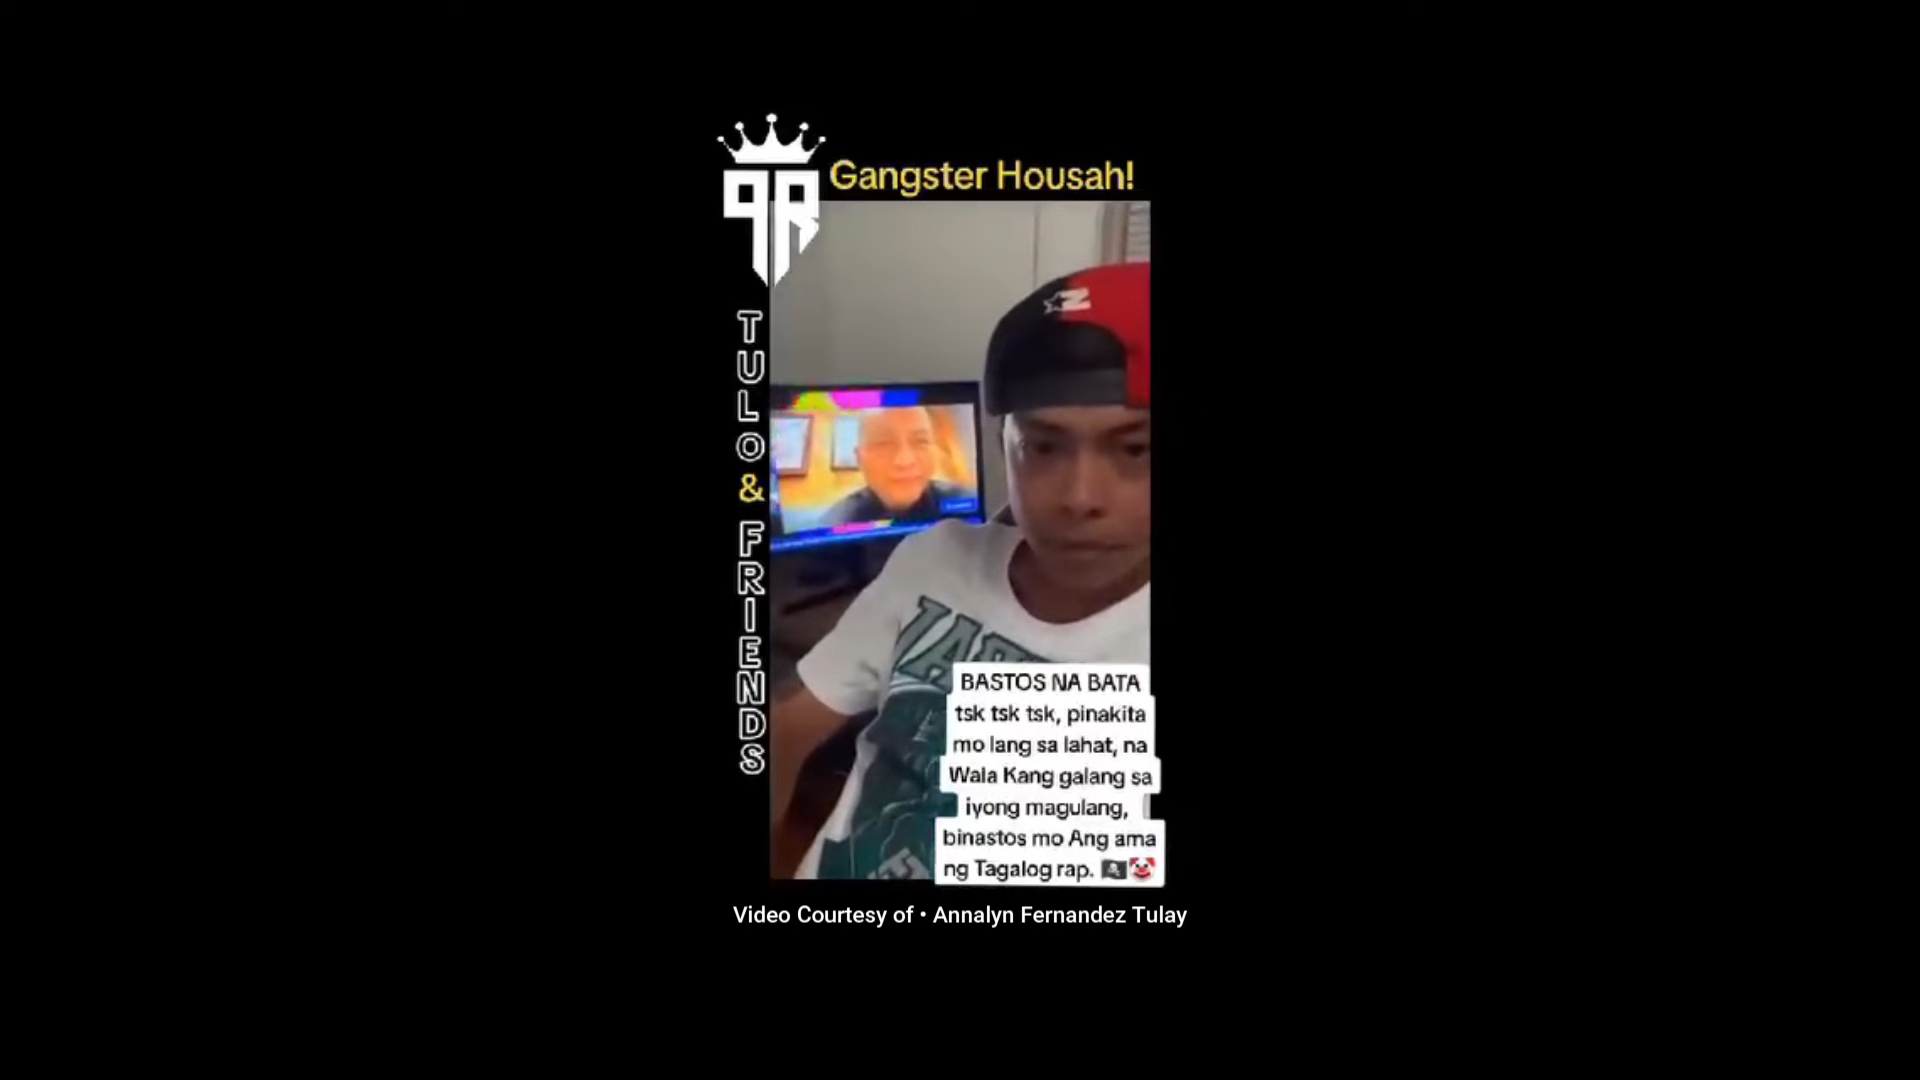 PR
Gangster Housah!
TULO & FRIENDS
BASTOS NA BATA
tsk tsk tsk, pinakita
mo lang sa lahat, na
Wala Kang galang sa
iyong magulang,
binastos mo Ang ama
ng Tagalog rap. 🏴‍☠️🤡
Video Courtesy of • Annalyn Fernandez Tulay